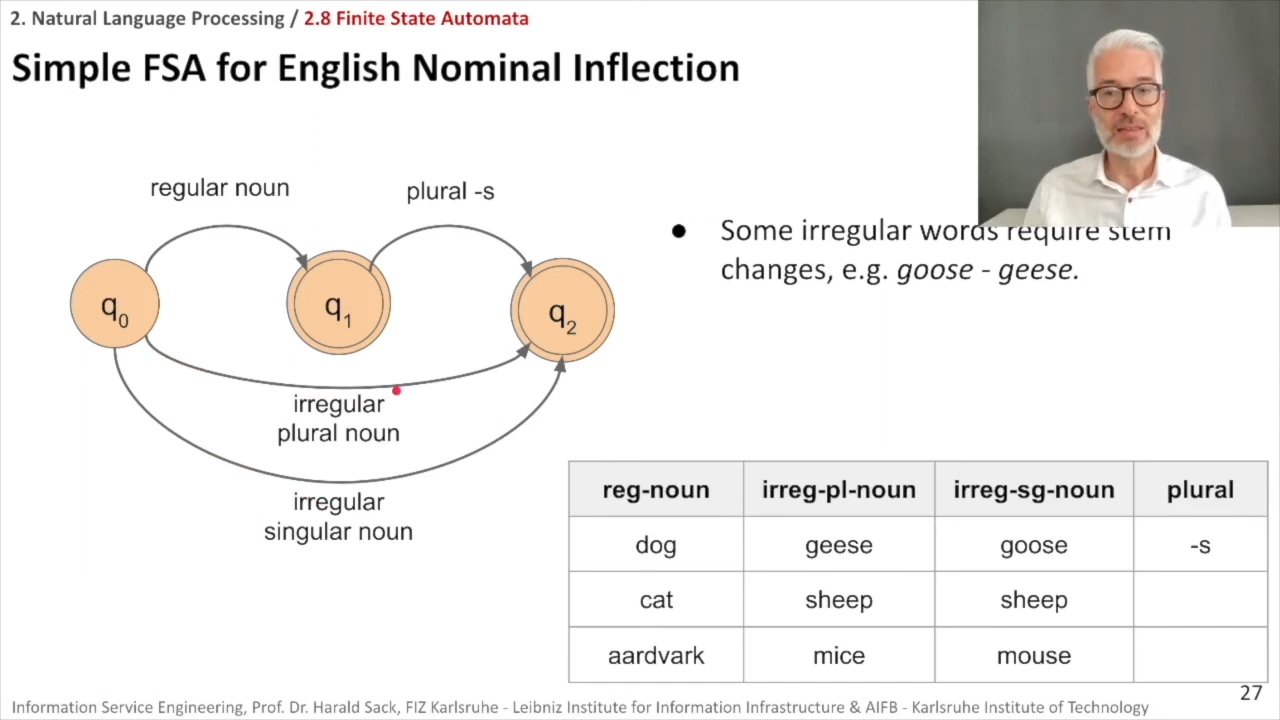 2. Natural Language Processing / 2.8 Finite State Automata
Simple FSA for English Nominal Inflection
regular noun
plural -s
q0
q1
q2
irregular
plural noun
irregular
singular noun
● Some irregular words require stem
changes, e.g. goose - geese.
reg-noun irreg-pl-noun irreg-sg-noun plural
dog geese goose -s
cat sheep sheep
aardvark mice mouse
27
Information Service Engineering, Prof. Dr. Harald Sack, FIZ Karlsruhe - Leibniz Institute for Information Infrastructure & AIFB - Karlsruhe Institute of Technology